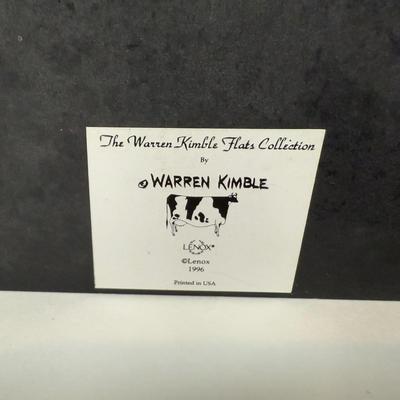 The Warren Kimble Flats Collection
By
© WARREN KIMBLE
LENOX®
©Lenox
1996
Printed in USA